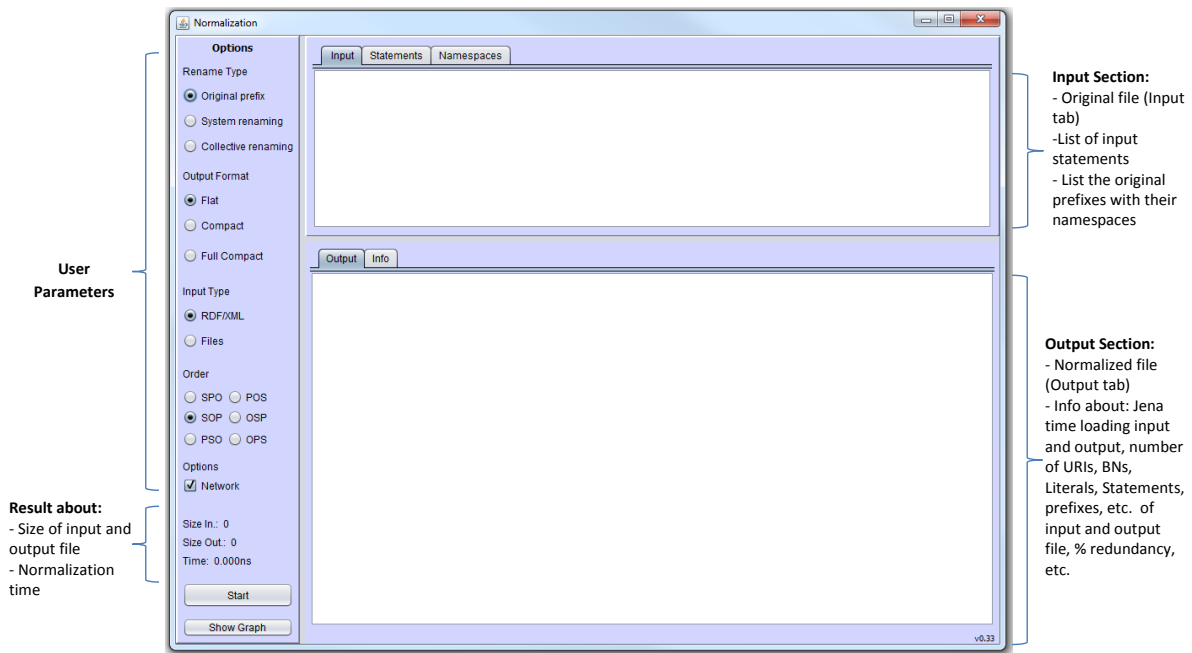 Normalization
Options
Rename Type
Original prefix
System renaming
Collective renaming
Output Format
Flat
Compact
Full Compact
Input Type
RDF/XML
Files
Order
SPO POS
SOP OSP
PSO OPS
Options
Network
Size In.: 0
Size Out.: 0
Time: 0.000ns
Start
Show Graph
Input Statements Namespaces
Output Info
v0.33
User
Parameters
Result about:
- Size of input and
output file
- Normalization
time
Input Section:
- Original file (Input
tab)
-List of input
statements
- List the original
prefixes with their
namespaces
Output Section:
- Normalized file
(Output tab)
- Info about: Jena
time loading input
and output, number
of URIs, BNs,
Literals, Statements,
prefixes, etc. of
input and output
file, % redundancy,
etc.